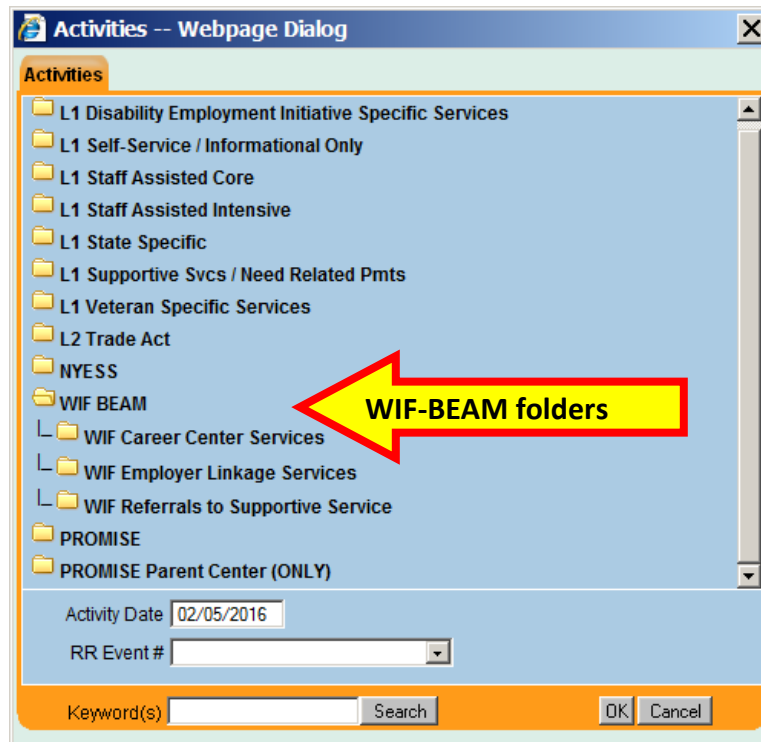 Activities -- Webpage Dialog
Activities
L1 Disability Employment Initiative Specific Services
L1 Self-Service / Informational Only
L1 Staff Assisted Core
L1 Staff Assisted Intensive
L1 State Specific
L1 Supportive Svcs / Need Related Pmts
L1 Veteran Specific Services
L2 Trade Act
NYESS
WIF BEAM
WIF-BEAM folders
WIF Career Center Services
WIF Employer Linkage Services
WIF Referrals to Supportive Service
PROMISE
PROMISE Parent Center (ONLY)
Activity Date 02/05/2016
RR Event #
Keyword(s) Search OK Cancel